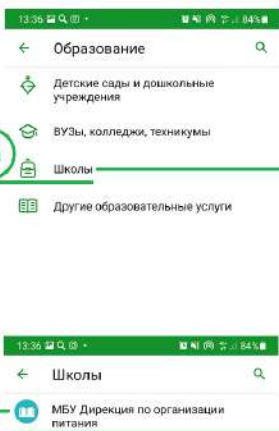 13:36 84%
Образование
Детские сады и дошкольные
учреждения
ВУЗы, колледжи, техникумы
Школы
Другие образовательные услуги
13:36 84%
Школы
МБУ Дирекция по организации
питания